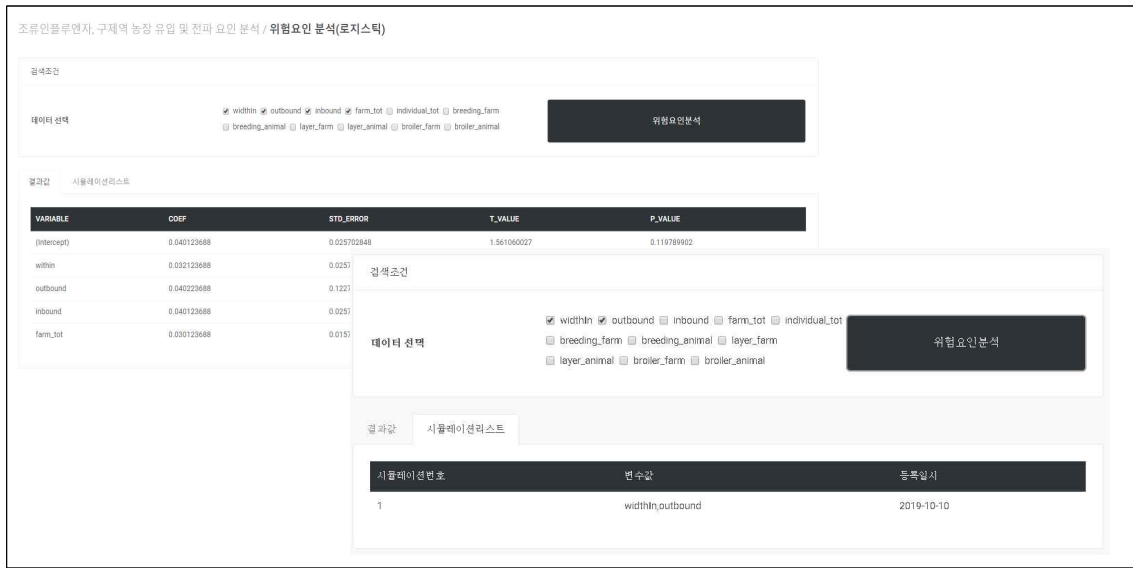 조류인플루엔자, 구제역 농장 유입 및 전파 요인 분석 / 위험요인 분석(로지스틱)
검색조건
데이터 선택
widthin outbound inbound farm_tot individual_tot breeding_farm
breeding_animal layer_farm layer_animal broiler_farm broiler_animal
위험요인분석
결과값 시뮬레이션리스트
VARIABLE COEF STD_ERROR T_VALUE P_VALUE
(Intercept) 0.040123688 0.025702848 1.561060027 0.119789902
within 0.032123688 0.0257
outbound 0.040223688 0.1227
inbound 0.040123688 0.0257
farm_tot 0.030123688 0.0157
검색조건
데이터 선택
widthin outbound inbound farm_tot individual_tot
breeding_farm breeding_animal layer_farm
layer_animal broiler_farm broiler_animal
위험요인분석
결과값 시뮬레이션리스트
시뮬레이션번호 변수값 등록일시
1 widthin,outbound 2019-10-10